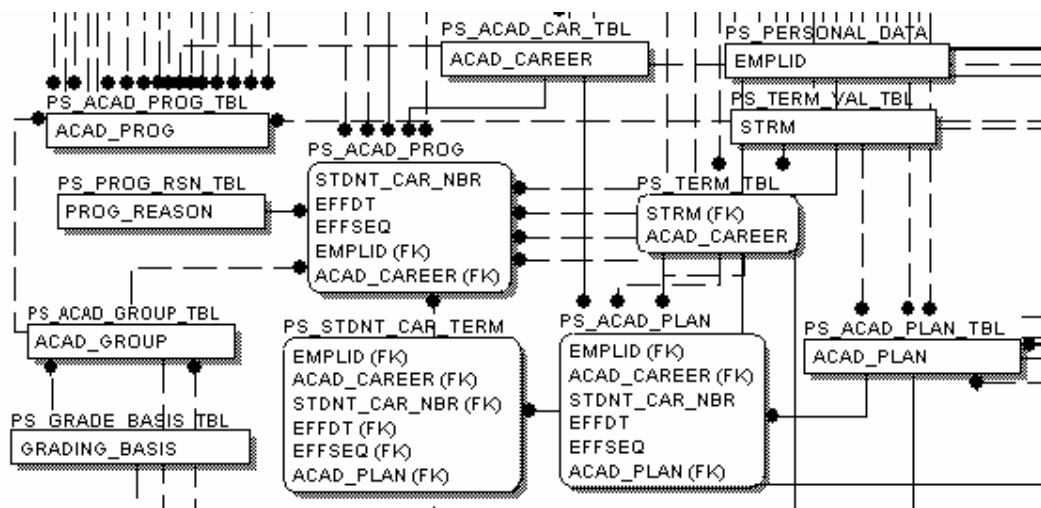 PS_ACAD_CAR_TBL
ACAD_CAREER
PS_PERSONAL_DATA
EMPLID
PS_ACAD_PROG_TBL
ACAD_PROG
PS_TERM_VAL_TBL
STRM
PS_ACAD_PROG
STDNT_CAR_NBR
EFFDT
EFFSEQ
EMPLID (FK)
ACAD_CAREER (FK)
PS_PROG_RSN_TBL
PROG_REASON
PS_TERM_TBL
STRM (FK)
ACAD_CAREER
PS_ACAD_GROUP_TBL
ACAD_GROUP
PS_STDNT_CAR_TERM
EMPLID (FK)
ACAD_CAREER (FK)
STDNT_CAR_NBR (FK)
EFFDT (FK)
EFFSEQ (FK)
ACAD_PLAN (FK)
PS_ACAD_PLAN
EMPLID (FK)
ACAD_CAREER (FK)
STDNT_CAR_NBR
EFFDT
EFFSEQ
ACAD_PLAN (FK)
PS_ACAD_PLAN_TBL
ACAD_PLAN
PS_GRADE_BASIS_TBL
GRADING_BASIS